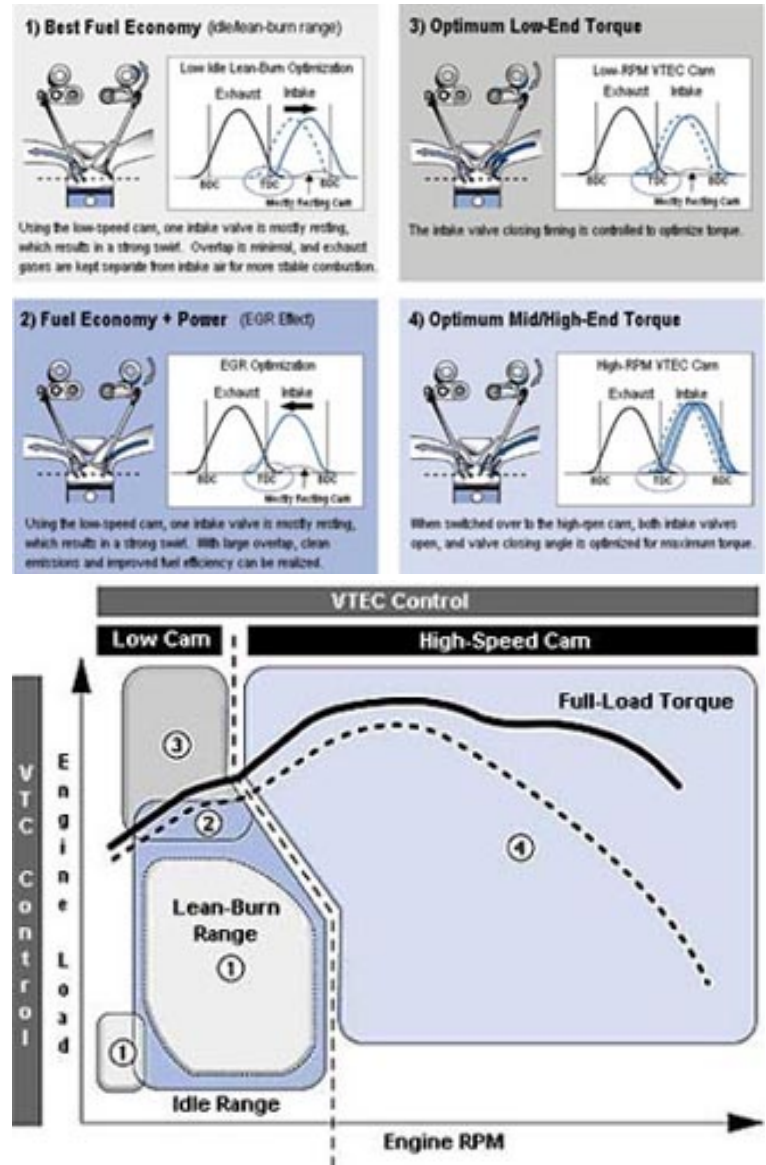 1) Best Fuel Economy (idle/lean-burn range)
Low Idle Lean-Burn Optimization
Exhaust Intake
BDC TDC BDC
Mostly Resting Cam
Using the low-speed cam, one intake valve is mostly resting,
which results in a strong swirl. Overlap is minimal, and exhaust
gases are kept separate from intake air for more stable combustion.
3) Optimum Low-End Torque
Low-RPM VTEC Cam
Exhaust Intake
BDC TDC BDC
Mostly Resting Cam
The intake valve closing timing is controlled to optimize torque.
2) Fuel Economy + Power (EGR Effect)
EGR Optimization
Exhaust Intake
BDC TDC BDC
Mostly Resting Cam
Using the low-speed cam, one intake valve is mostly resting,
which results in a strong swirl. With large overlap, clean
emissions and improved fuel efficiency can be realized.
4) Optimum Mid/High-End Torque
High-RPM VTEC Cam
Exhaust Intake
BDC TDC BDC
When switched over to the high-rpm cam, both intake valves
open, and valve closing angle is optimized for maximum torque.
VTEC Control
Low Cam High-Speed Cam
VTC Control
Engine Load
Full-Load Torque
3
2
4
Lean-Burn
Range
1
1
Idle Range
Engine RPM